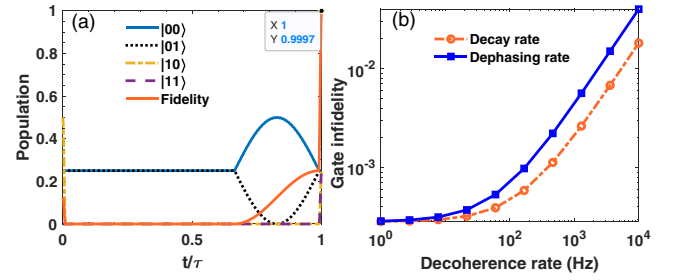 (a)
Population
1
0.8
0.6
0.4
0.2
0
|00⟩
|01⟩
|10⟩
|11⟩
Fidelity
X 1
Y 0.9997
0
0.5
1
t/τ
(b)
Gate infidelity
10⁻²
10⁻³
Decay rate
Dephasing rate
10⁰
10²
10³
10⁴
Decoherence rate (Hz)